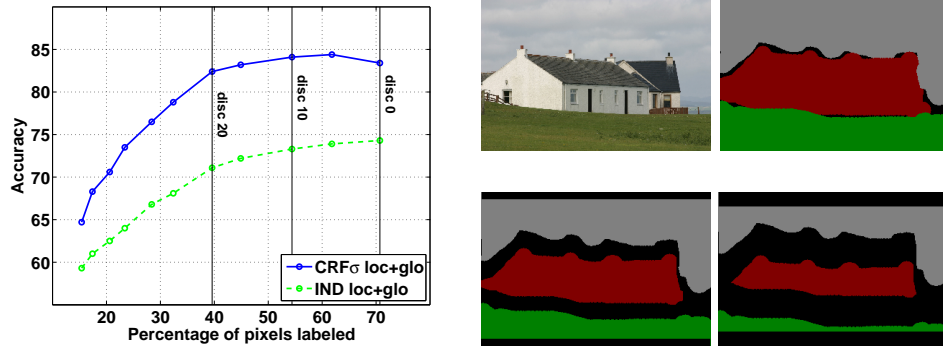 85
80
75
70
65
60
Accuracy
disc 20
disc 10
disc 0
CRFσ loc+glo
IND loc+glo
20 30 40 50 60 70
Percentage of pixels labeled